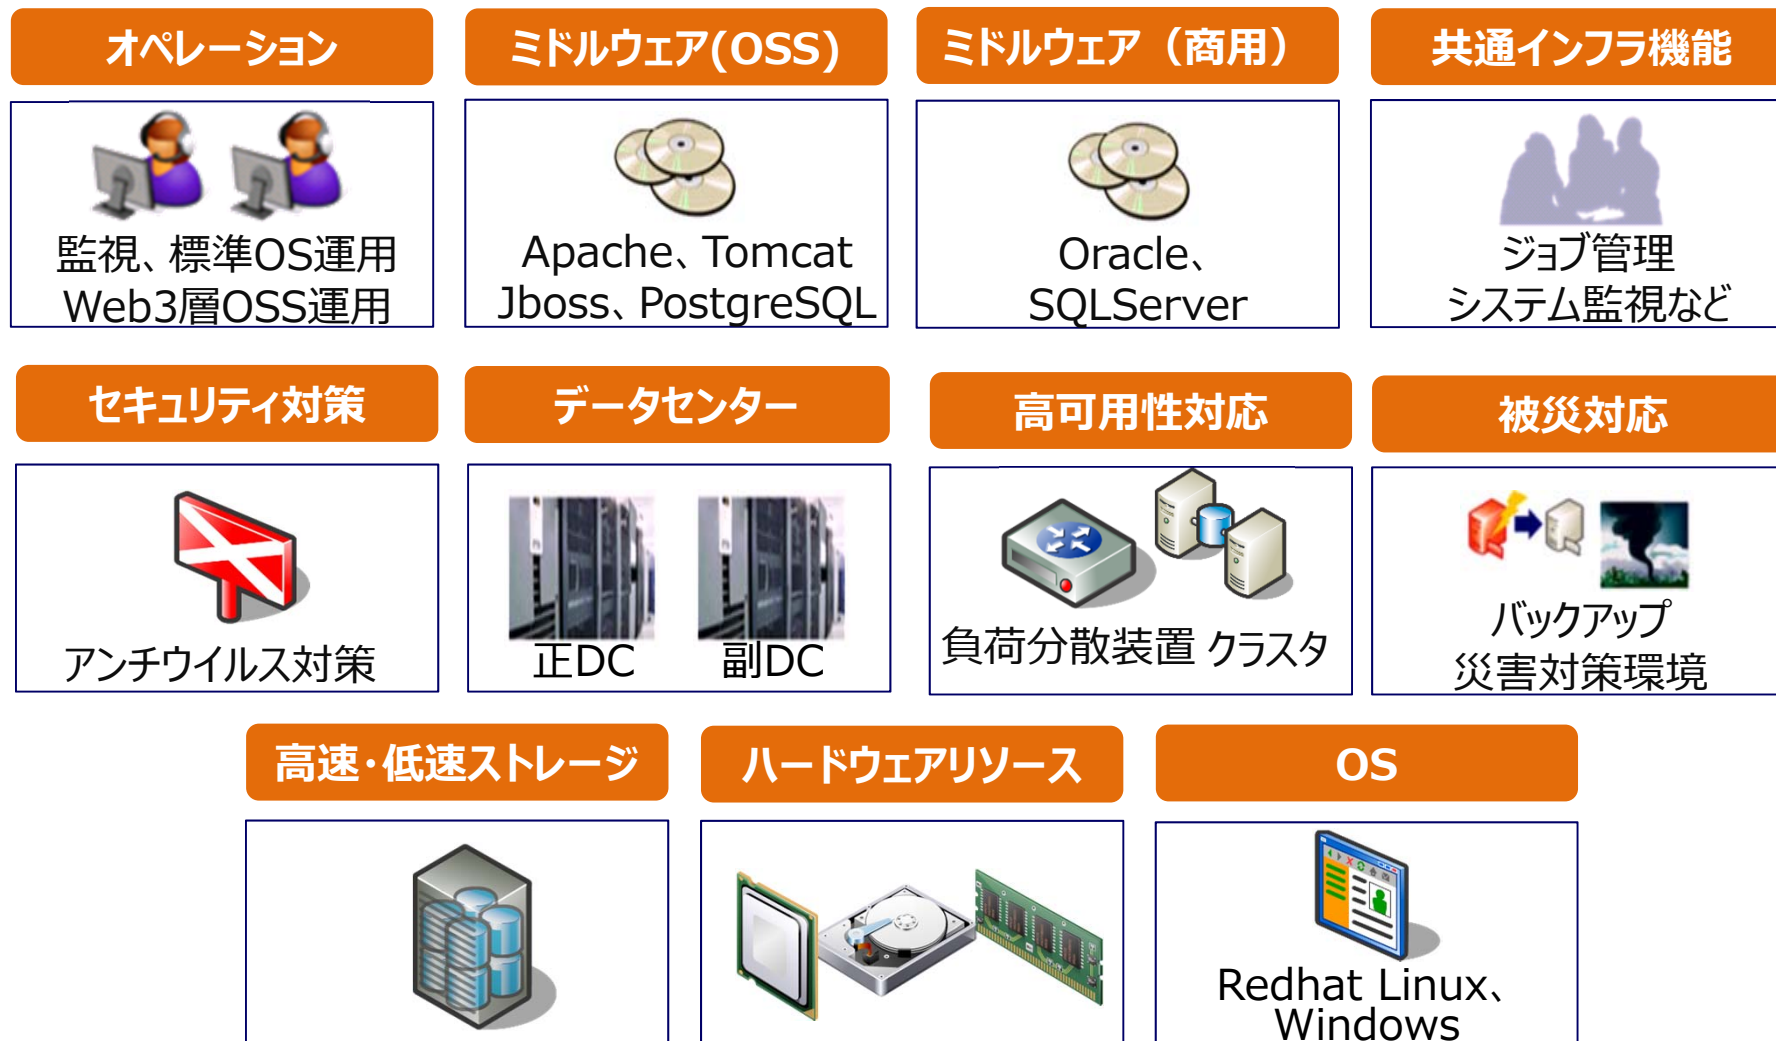 オペレーション
監視、標準OS運用
Web3層OSS運用
ミドルウェア(OSS)
Apache、Tomcat
Jboss、PostgreSQL
ミドルウェア（商用）
Oracle、
SQLServer
共通インフラ機能
ジョブ管理
システム監視など
セキュリティ対策
アンチウイルス対策
データセンター
正DC 副DC
高可用性対応
負荷分散装置 クラスタ
被災対応
バックアップ
災害対策環境
高速・低速ストレージ
ハードウェアリソース
OS
Redhat Linux、
Windows